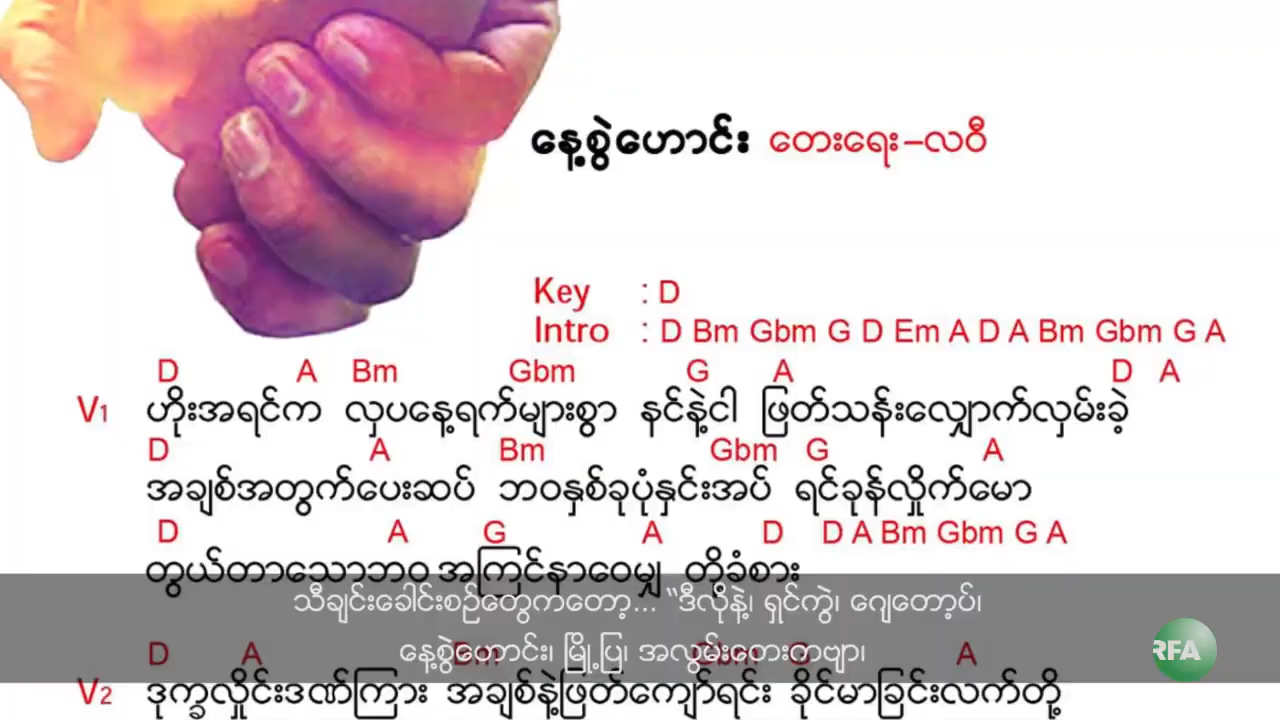 နေ့စွဲဟောင်း တေးရေး-လဝီ
Key : D
Intro : D Bm Gbm G D Em A D A Bm Gbm G A
D A Bm Gbm G A D A
V1 ဟိုးအရင်က လှပနေ့ရက်များစွာ နင်နဲ့ငါ ဖြတ်သန်းလျှောက်လှမ်းခဲ့
D A Bm Gbm G A
အချစ်အတွက်ပေးဆပ် ဘဝနှစ်ခုပုံနှင်းအပ် ရင်ခုန်လှိုက်မော
D A G A D D A Bm Gbm G A
တွယ်တာသောဘဝ အကြင်နာဝေမျှ တို့ခံစား
သီချင်းခေါင်းစဉ်တွေကတော့... “ဒီလိုနဲ့၊ ရှင်ကွဲ၊ ဂျေတော့ပ်၊
နေ့စွဲဟောင်း၊ မြို့ပြ၊ အလွမ်းဝေးကဗျာ၊
RFA
D A Bm Gbm G A
V2 ဒုက္ခလှိုင်းဒဏ်ကြား အချစ်နဲ့ဖြတ်ကျော်ရင်း ခိုင်မာခြင်းလက်တို့